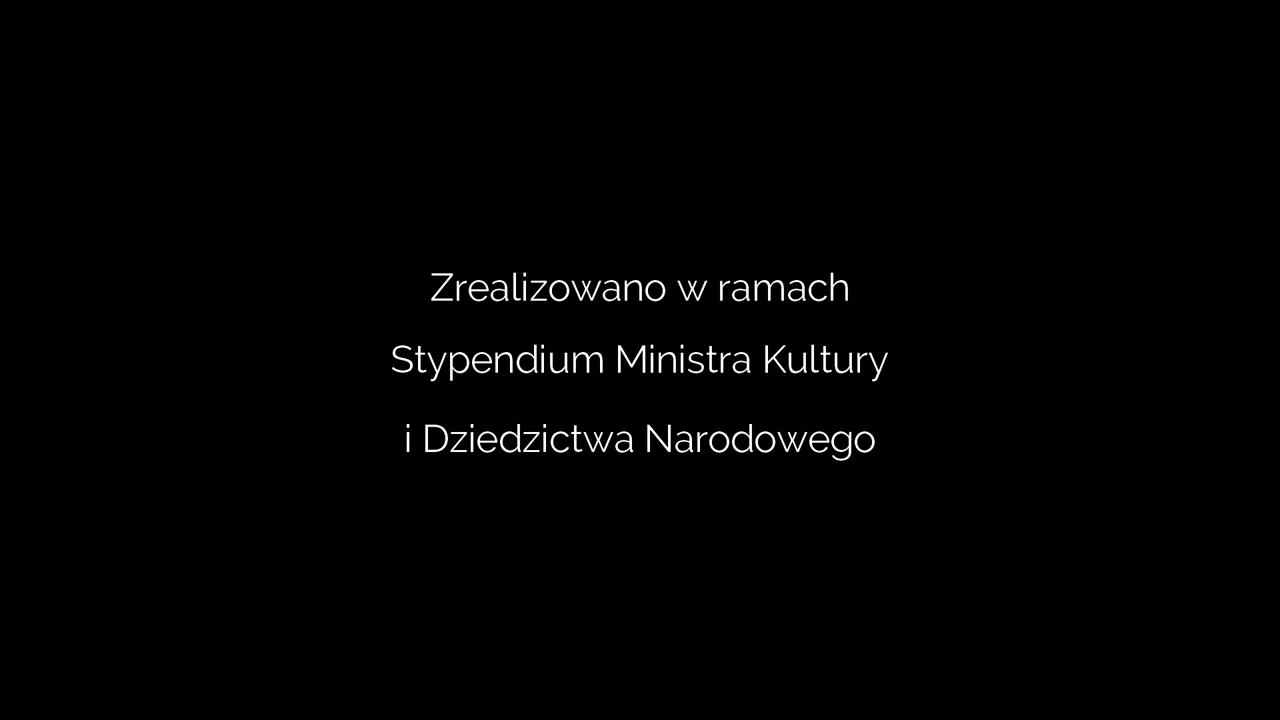 Zrealizowano w ramach
Stypendium Ministra Kultury
i Dziedzictwa Narodowego